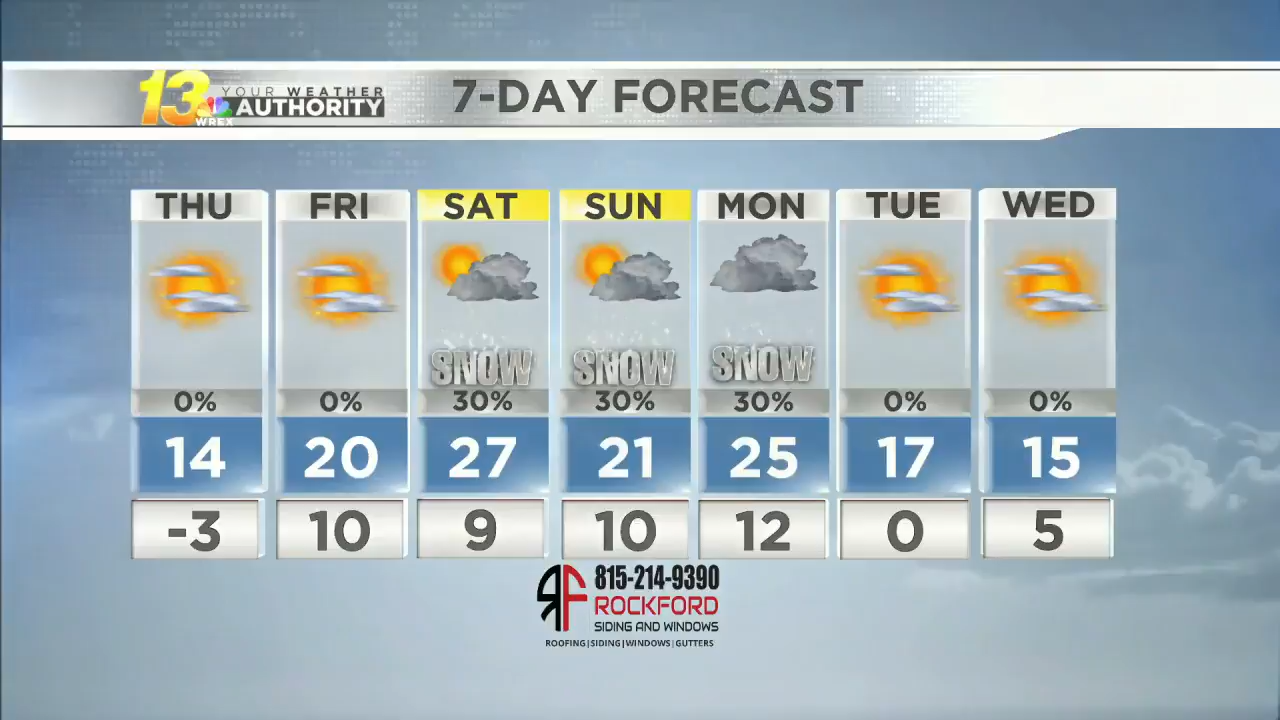 13 YOUR WEATHER
WREX AUTHORITY
7-DAY FORECAST
THU FRI SAT SUN MON TUE WED
SNOW SNOW SNOW
0% 0% 30% 30% 30% 0% 0%
14 20 27 21 25 17 15
-3 10 9 10 12 0 5
RF 815-214-9390
ROCKFORD
SIDING AND WINDOWS
ROOFING|SIDING|WINDOWS|GUTTERS